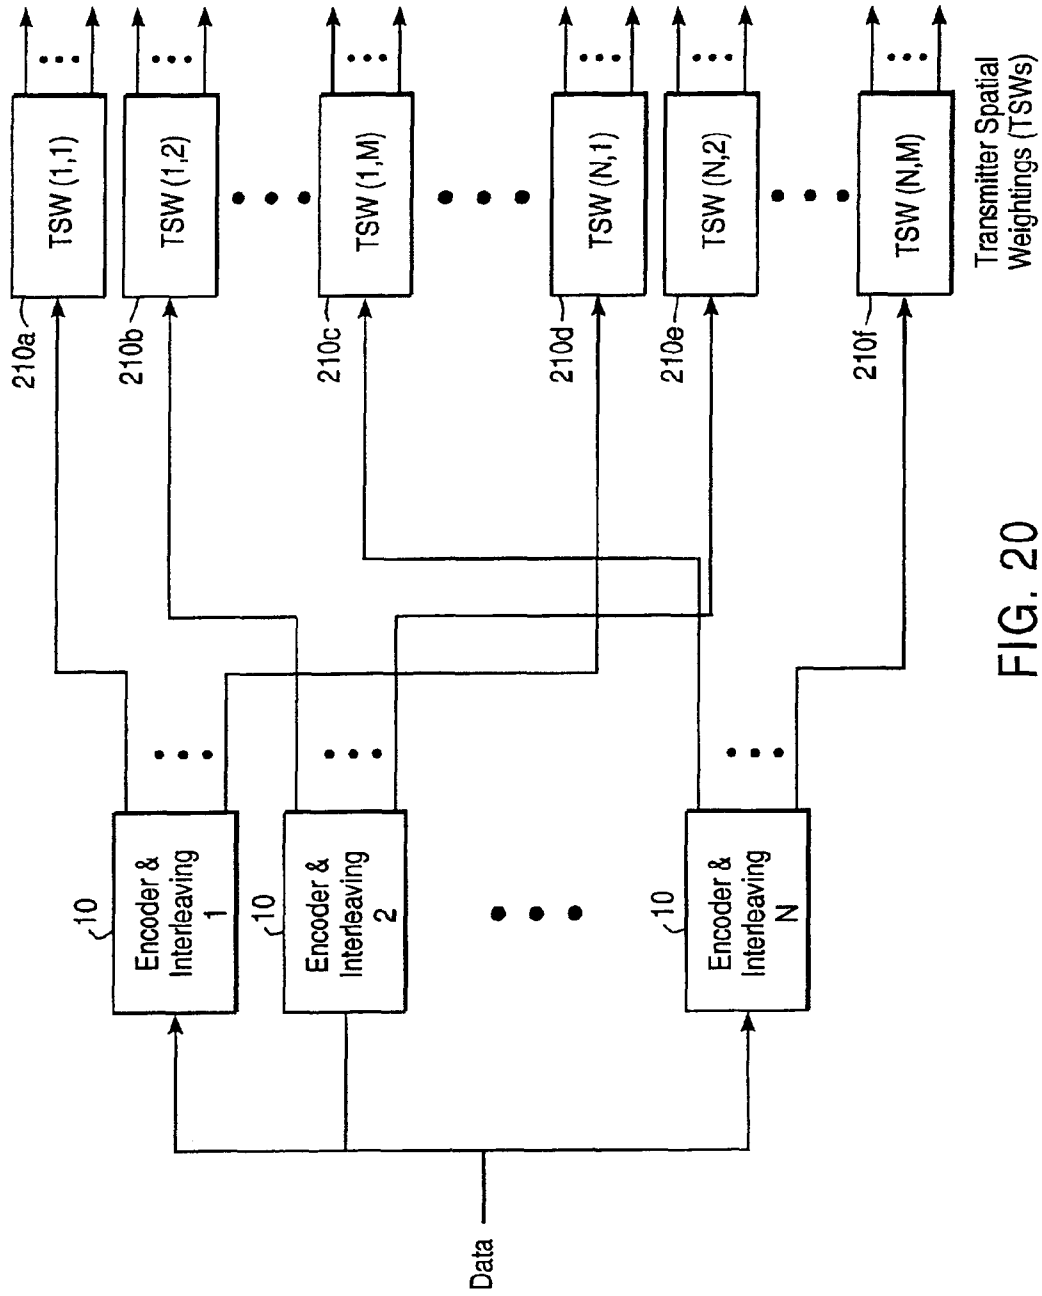 Data
10
Encoder &
Interleaving
1
10
Encoder &
Interleaving
2
10
Encoder &
Interleaving
N
210a
TSW (1,1)
210b
TSW (1,2)
210c
TSW (1,M)
210d
TSW (N,1)
210e
TSW (N,2)
210f
TSW (N,M)
Transmitter Spatial
Weightings (TSWs)
FIG. 20